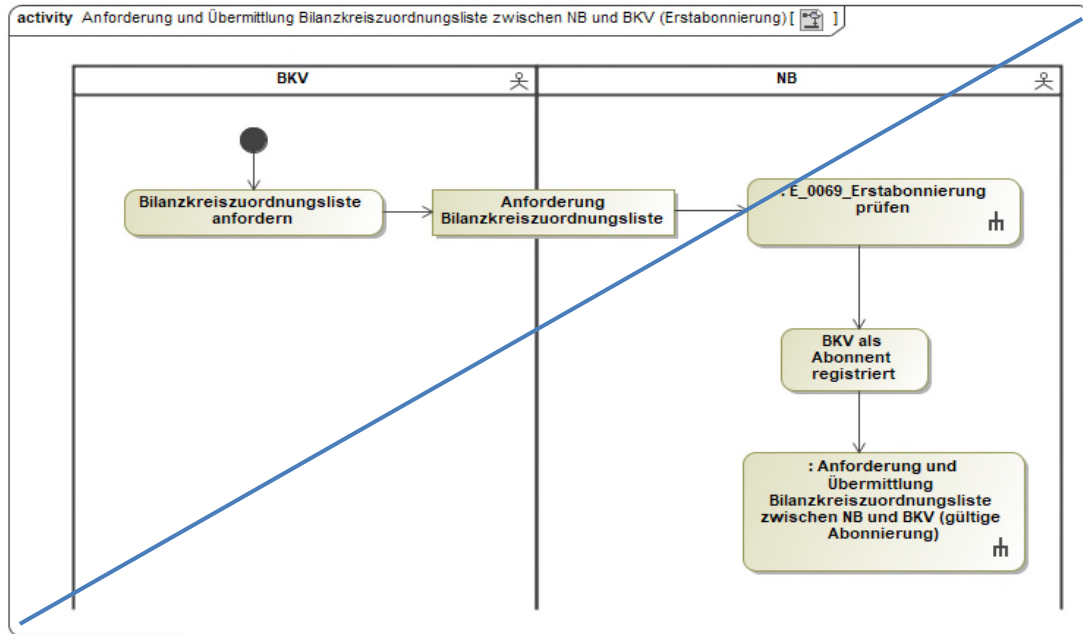 activity Anforderung und Übermittlung Bilanzkreiszuordnungsliste zwischen NB und BKV (Erstabonnierung) [ ]
BKV
NB
Bilanzkreiszuordnungsliste
anfordern
Anforderung
Bilanzkreiszuordnungsliste
: E_0069_Erstabonnierung
prüfen
BKV als
Abonnent
registriert
: Anforderung und
Übermittlung
Bilanzkreiszuordnungsliste
zwischen NB und BKV (gültige
Abonnierung)